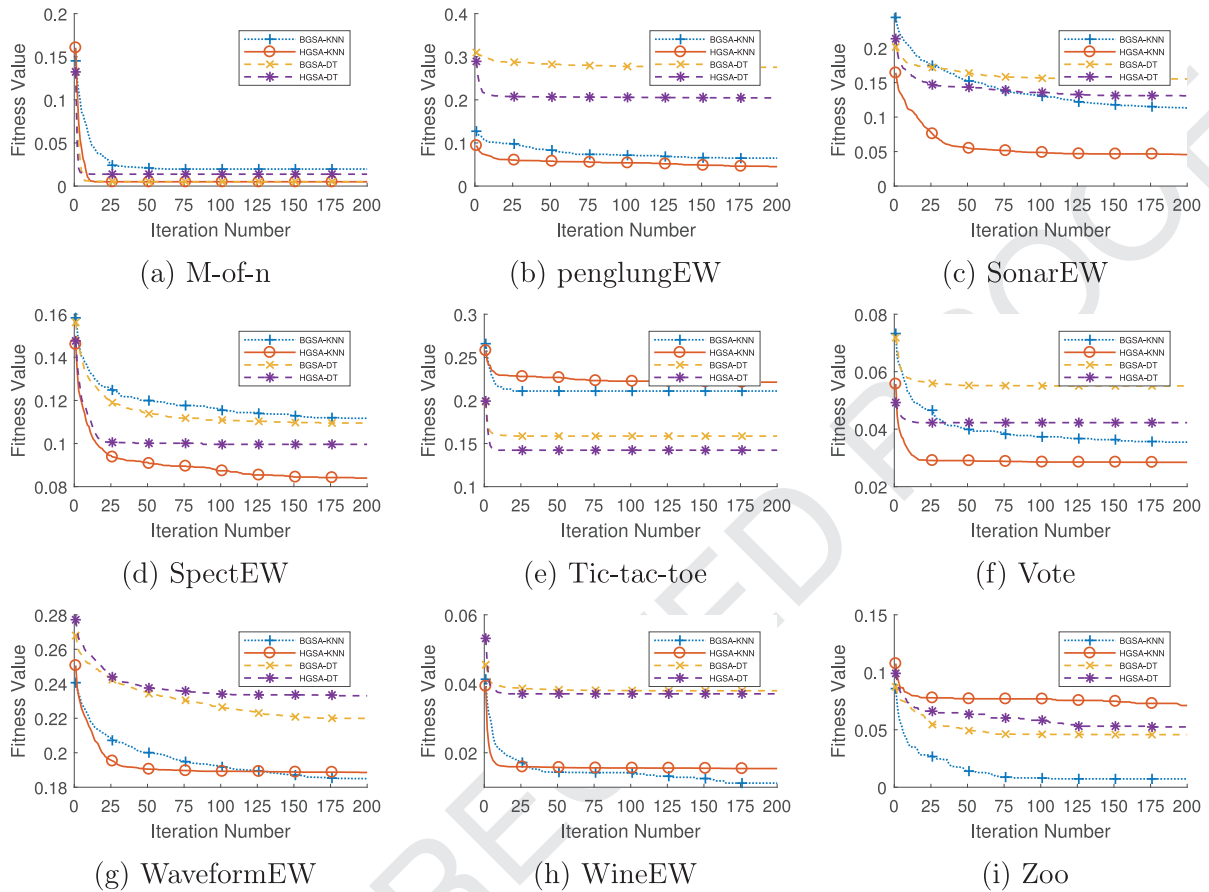 0.2
0.15
0.1
0.05
0
Fitness Value
0 25 50 75 100 125 150 175 200
Iteration Number
BGSA-KNN
HGSA-KNN
BGSA-DT
HGSA-DT
(a) M-of-n
0.4
0.3
0.2
0.1
0
Fitness Value
0 25 50 75 100 125 150 175 200
Iteration Number
BGSA-KNN
HGSA-KNN
BGSA-DT
HGSA-DT
(b) penglungEW
0.2
0.15
0.1
0.05
0
Fitness Value
0 25 50 75 100 125 150 175 200
Iteration Number
BGSA-KNN
HGSA-KNN
BGSA-DT
HGSA-DT
(c) SonarEW
0.16
0.14
0.12
0.1
0.08
Fitness Value
0 25 50 75 100 125 150 175 200
Iteration Number
BGSA-KNN
HGSA-KNN
BGSA-DT
HGSA-DT
(d) SpectEW
0.3
0.25
0.2
0.15
0.1
Fitness Value
0 25 50 75 100 125 150 175 200
Iteration Number
BGSA-KNN
HGSA-KNN
BGSA-DT
HGSA-DT
(e) Tic-tac-toe
0.08
0.06
0.04
0.02
Fitness Value
0 25 50 75 100 125 150 175 200
Iteration Number
BGSA-KNN
HGSA-KNN
BGSA-DT
HGSA-DT
(f) Vote
0.28
0.26
0.24
0.22
0.2
0.18
Fitness Value
0 25 50 75 100 125 150 175 200
Iteration Number
BGSA-KNN
HGSA-KNN
BGSA-DT
HGSA-DT
(g) WaveformEW
0.06
0.04
0.02
Fitness Value
0 25 50 75 100 125 150 175 200
Iteration Number
BGSA-KNN
HGSA-KNN
BGSA-DT
HGSA-DT
(h) WineEW
0.15
0.1
0.05
0
Fitness Value
0 25 50 75 100 125 150 175 200
Iteration Number
BGSA-KNN
HGSA-KNN
BGSA-DT
HGSA-DT
(i) Zoo